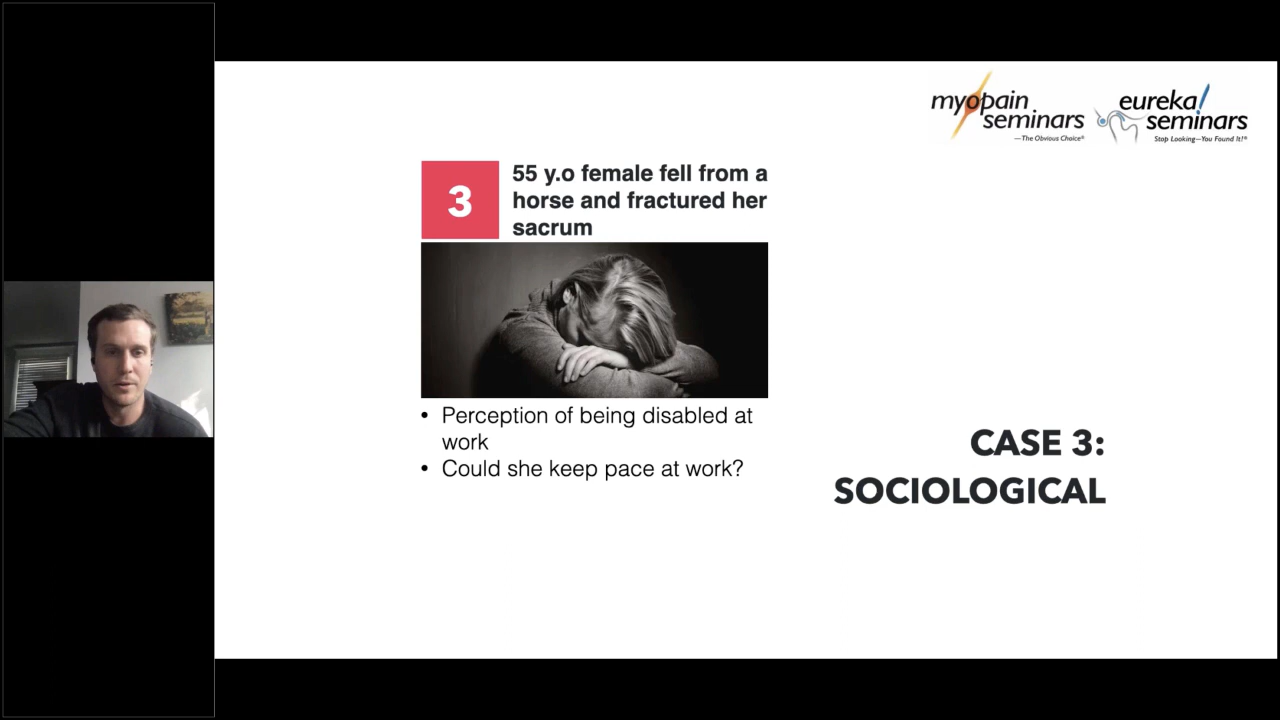 myopain
seminars
—The Obvious Choice®
eureka!
seminars
Stop Looking—You Found It!®
3
55 y.o female fell from a
horse and fractured her
sacrum
• Perception of being disabled at
work
• Could she keep pace at work?
CASE 3:
SOCIOLOGICAL